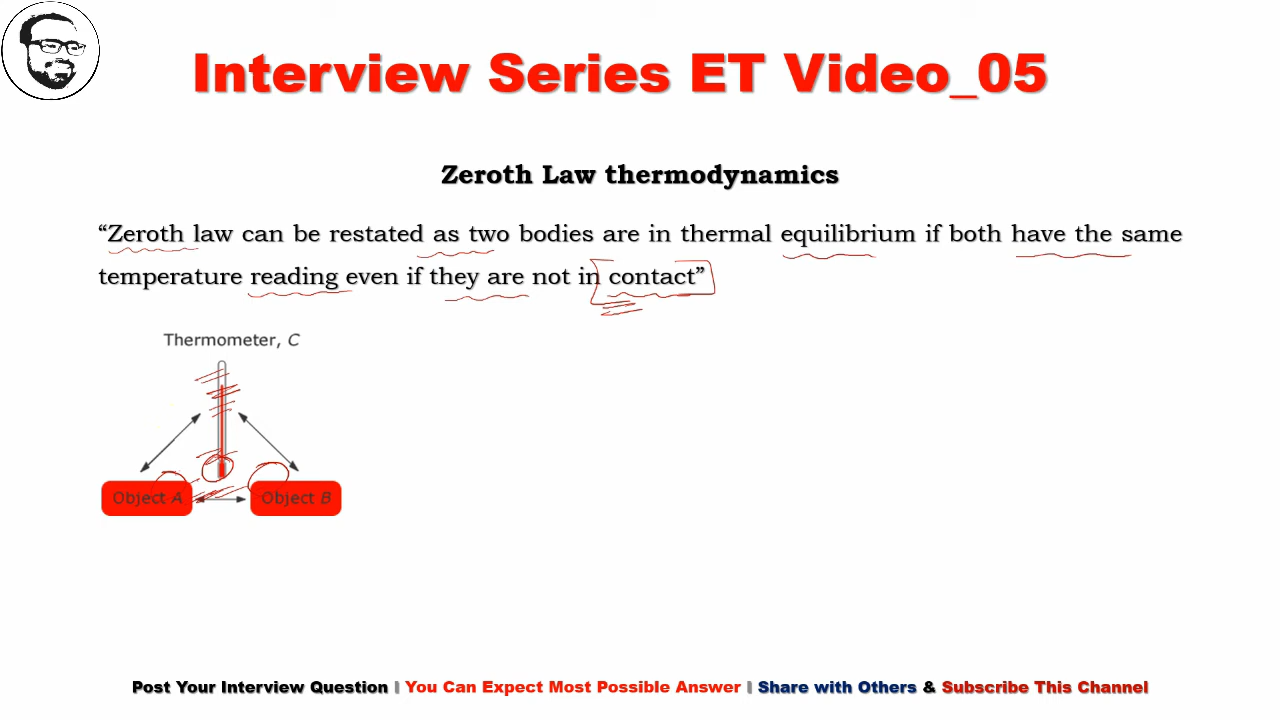 Interview Series ET Video_05
Zeroth Law thermodynamics
“Zeroth law can be restated as two bodies are in thermal equilibrium if both have the same
temperature reading even if they are not in contact”
Thermometer, C
Object A
Object B
Post Your Interview Question | You Can Expect Most Possible Answer | Share with Others & Subscribe This Channel